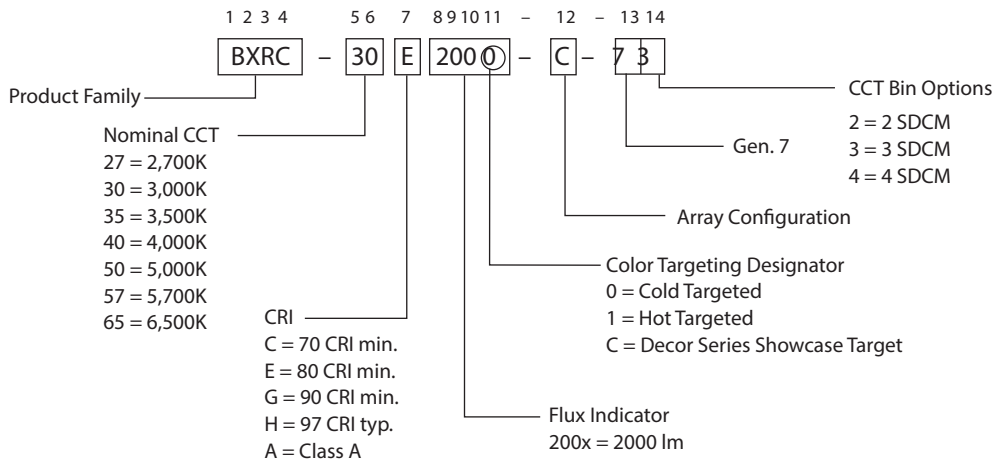 1 2 3 4 5 6 7 8 9 10 11 – 12 – 13 14
BXRC – 30 E 200 0 – C – 7 3
Product Family
Nominal CCT
27 = 2,700K
30 = 3,000K
35 = 3,500K
40 = 4,000K
50 = 5,000K
57 = 5,700K
65 = 6,500K
CRI
C = 70 CRI min.
E = 80 CRI min.
G = 90 CRI min.
H = 97 CRI typ.
A = Class A
Flux Indicator
200x = 2000 lm
Color Targeting Designator
0 = Cold Targeted
1 = Hot Targeted
C = Decor Series Showcase Target
Array Configuration
Gen. 7
CCT Bin Options
2 = 2 SDCM
3 = 3 SDCM
4 = 4 SDCM